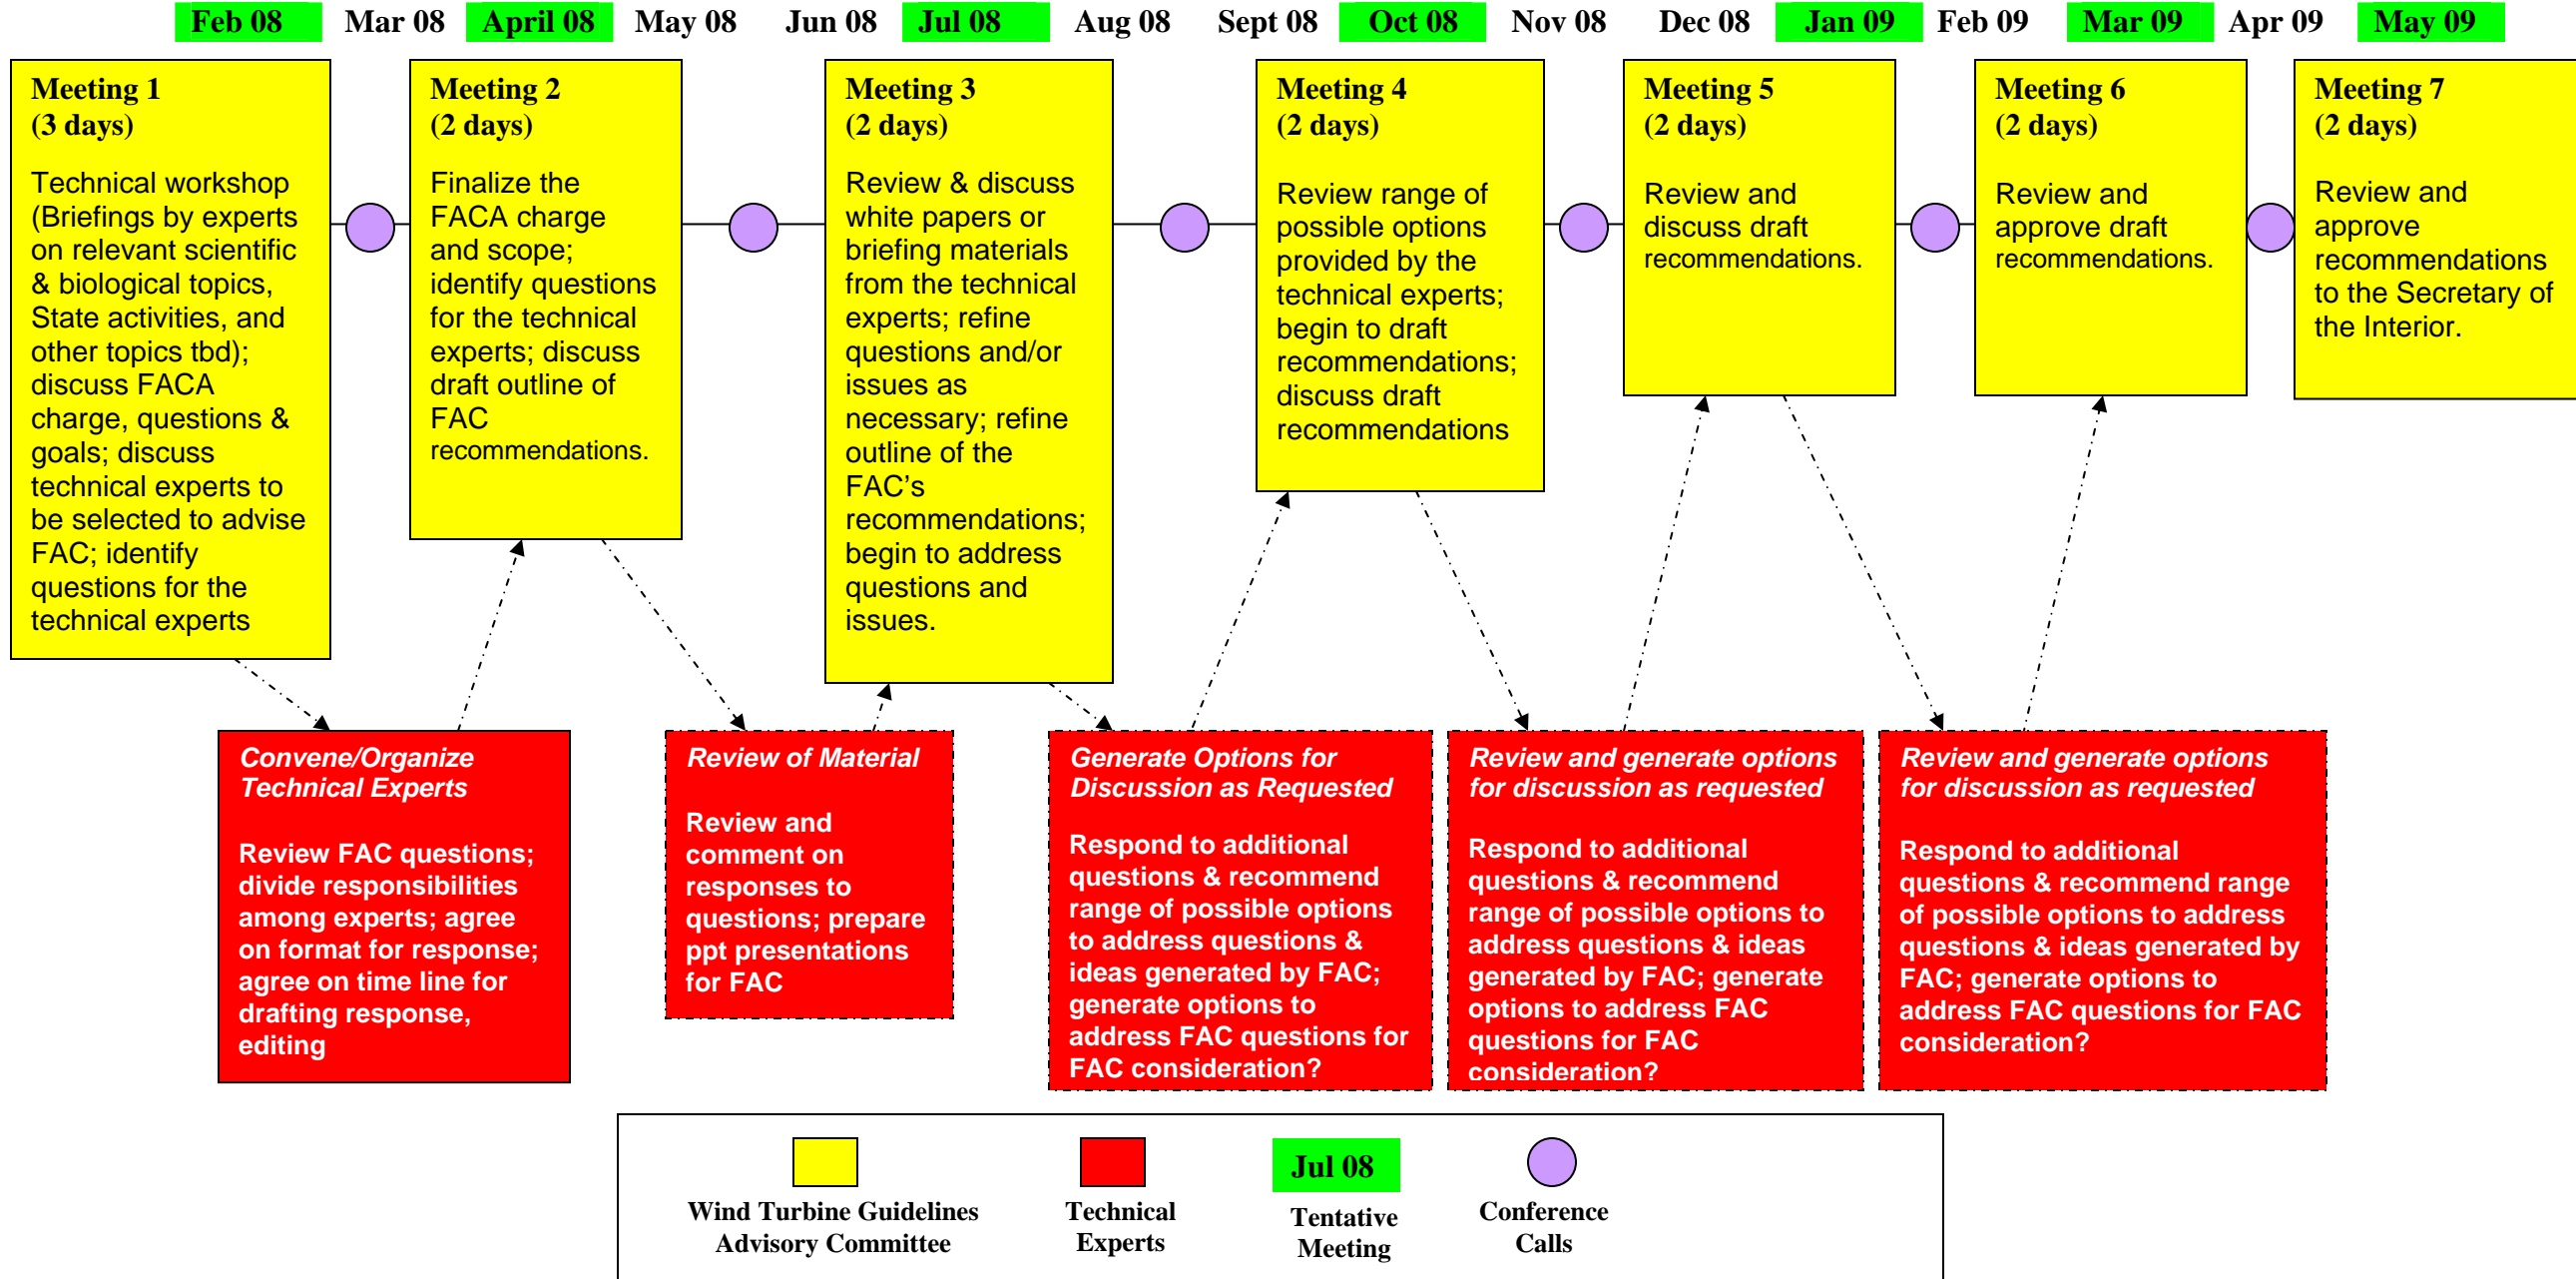 Feb 08 Mar 08 April 08 May 08 Jun 08 Jul 08 Aug 08 Sept 08 Oct 08 Nov 08 Dec 08 Jan 09 Feb 09 Mar 09 Apr 09 May 09
Meeting 1
(3 days)
Technical workshop
(Briefings by experts
on relevant scientific
& biological topics,
State activities, and
other topics tbd);
discuss FACA
charge, questions &
goals; discuss
technical experts to
be selected to advise
FAC; identify
questions for the
technical experts
Meeting 2
(2 days)
Finalize the
FACA charge
and scope;
identify questions
for the technical
experts; discuss
draft outline of
FAC
recommendations.
Meeting 3
(2 days)
Review & discuss
white papers or
briefing materials
from the technical
experts; refine
questions and/or
issues as
necessary; refine
outline of the
FAC’s
recommendations;
begin to address
questions and
issues.
Meeting 4
(2 days)
Review range of
possible options
provided by the
technical experts;
begin to draft
recommendations;
discuss draft
recommendations
Meeting 5
(2 days)
Review and
discuss draft
recommendations.
Meeting 6
(2 days)
Review and
approve draft
recommendations.
Meeting 7
(2 days)
Review and
approve
recommendations
to the Secretary of
the Interior.
Convene/Organize
Technical Experts
Review FAC questions;
divide responsibilities
among experts; agree
on format for response;
agree on time line for
drafting response,
editing
Review of Material
Review and
comment on
responses to
questions; prepare
ppt presentations
for FAC
Generate Options for
Discussion as Requested
Respond to additional
questions & recommend
range of possible options
to address questions &
ideas generated by FAC;
generate options to
address FAC questions for
FAC consideration?
Review and generate options
for discussion as requested
Respond to additional
questions & recommend
range of possible options to
address questions & ideas
generated by FAC; generate
options to address FAC
questions for FAC
consideration?
Review and generate options
for discussion as requested
Respond to additional
questions & recommend range
of possible options to address
questions & ideas generated by
FAC; generate options to
address FAC questions for FAC
consideration?
Wind Turbine Guidelines
Advisory Committee
Technical
Experts
Jul 08
Tentative
Meeting
Conference
Calls